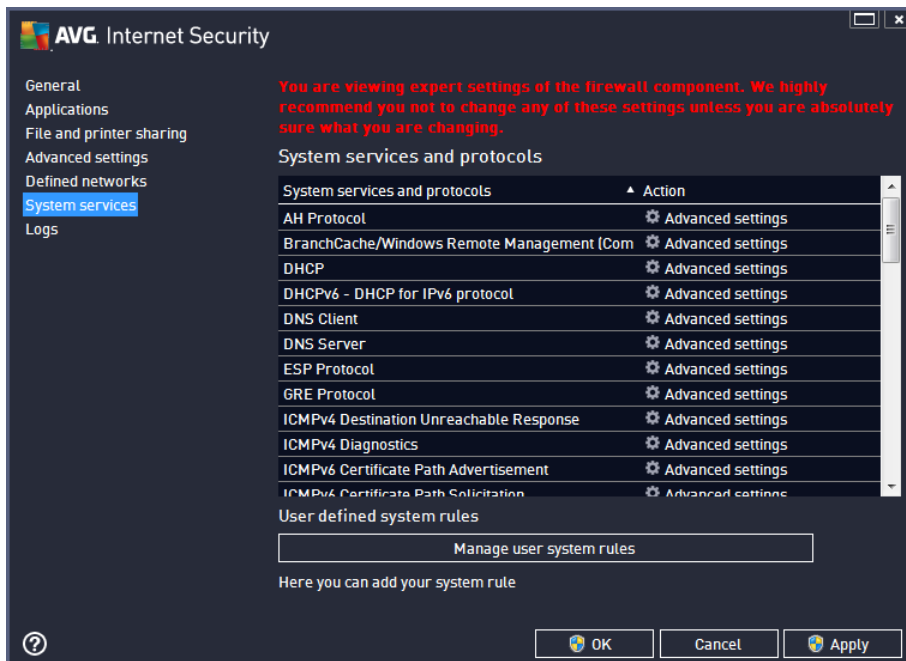 AVG. Internet Security
General
Applications
File and printer sharing
Advanced settings
Defined networks
System services
Logs
You are viewing expert settings of the firewall component. We highly
recommend you not to change any of these settings unless you are absolutely
sure what you are changing.
System services and protocols
System services and protocols Action
AH Protocol Advanced settings
BranchCache/Windows Remote Management (Com Advanced settings
DHCP Advanced settings
DHCPv6 - DHCP for IPv6 protocol Advanced settings
DNS Client Advanced settings
DNS Server Advanced settings
ESP Protocol Advanced settings
GRE Protocol Advanced settings
ICMPv4 Destination Unreachable Response Advanced settings
ICMPv4 Diagnostics Advanced settings
ICMPv6 Certificate Path Advertisement Advanced settings
ICMPv6 Certificate Path Solicitation Advanced settings
User defined system rules
Manage user system rules
Here you can add your system rule
OK Cancel Apply